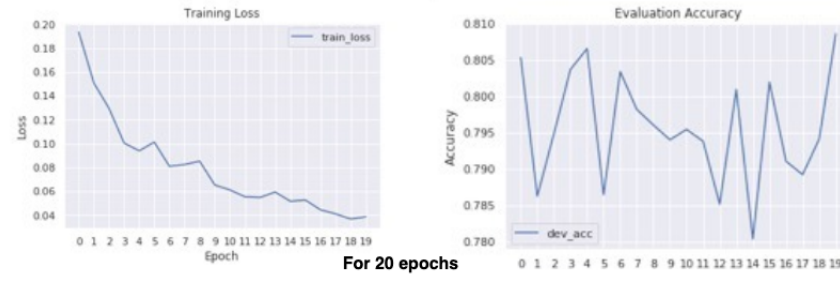 Training Loss
Evaluation Accuracy
0.20
0.18
0.16
0.14
0.12
0.10
0.08
0.06
0.04
Loss
train_loss
0 1 2 3 4 5 6 7 8 9 10 11 12 13 14 15 16 17 18 19
Epoch
0.810
0.805
0.800
0.795
0.790
0.785
0.780
Accuracy
dev_acc
0 1 2 3 4 5 6 7 8 9 10 11 12 13 14 15 16 17 18 19
For 20 epochs